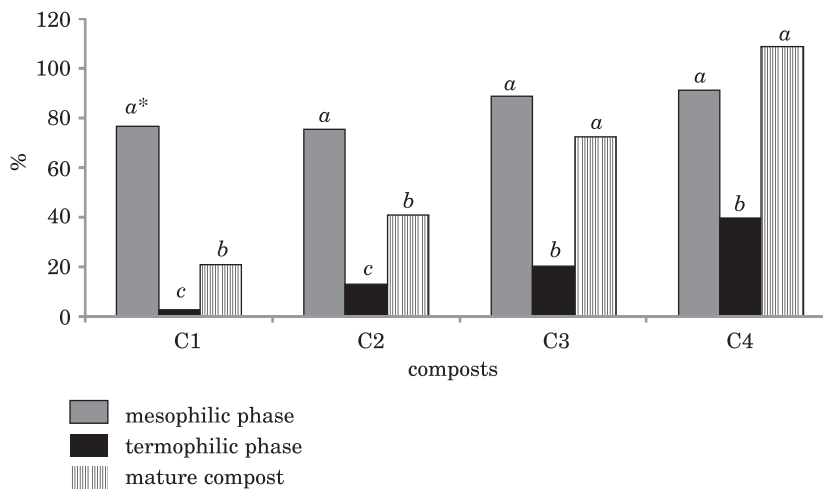 120
100
80
60
40
20
0
%
a*
c
b
a
c
b
a
b
a
a
b
a
C1
C2
C3
C4
composts
mesophilic phase
termophilic phase
mature compost